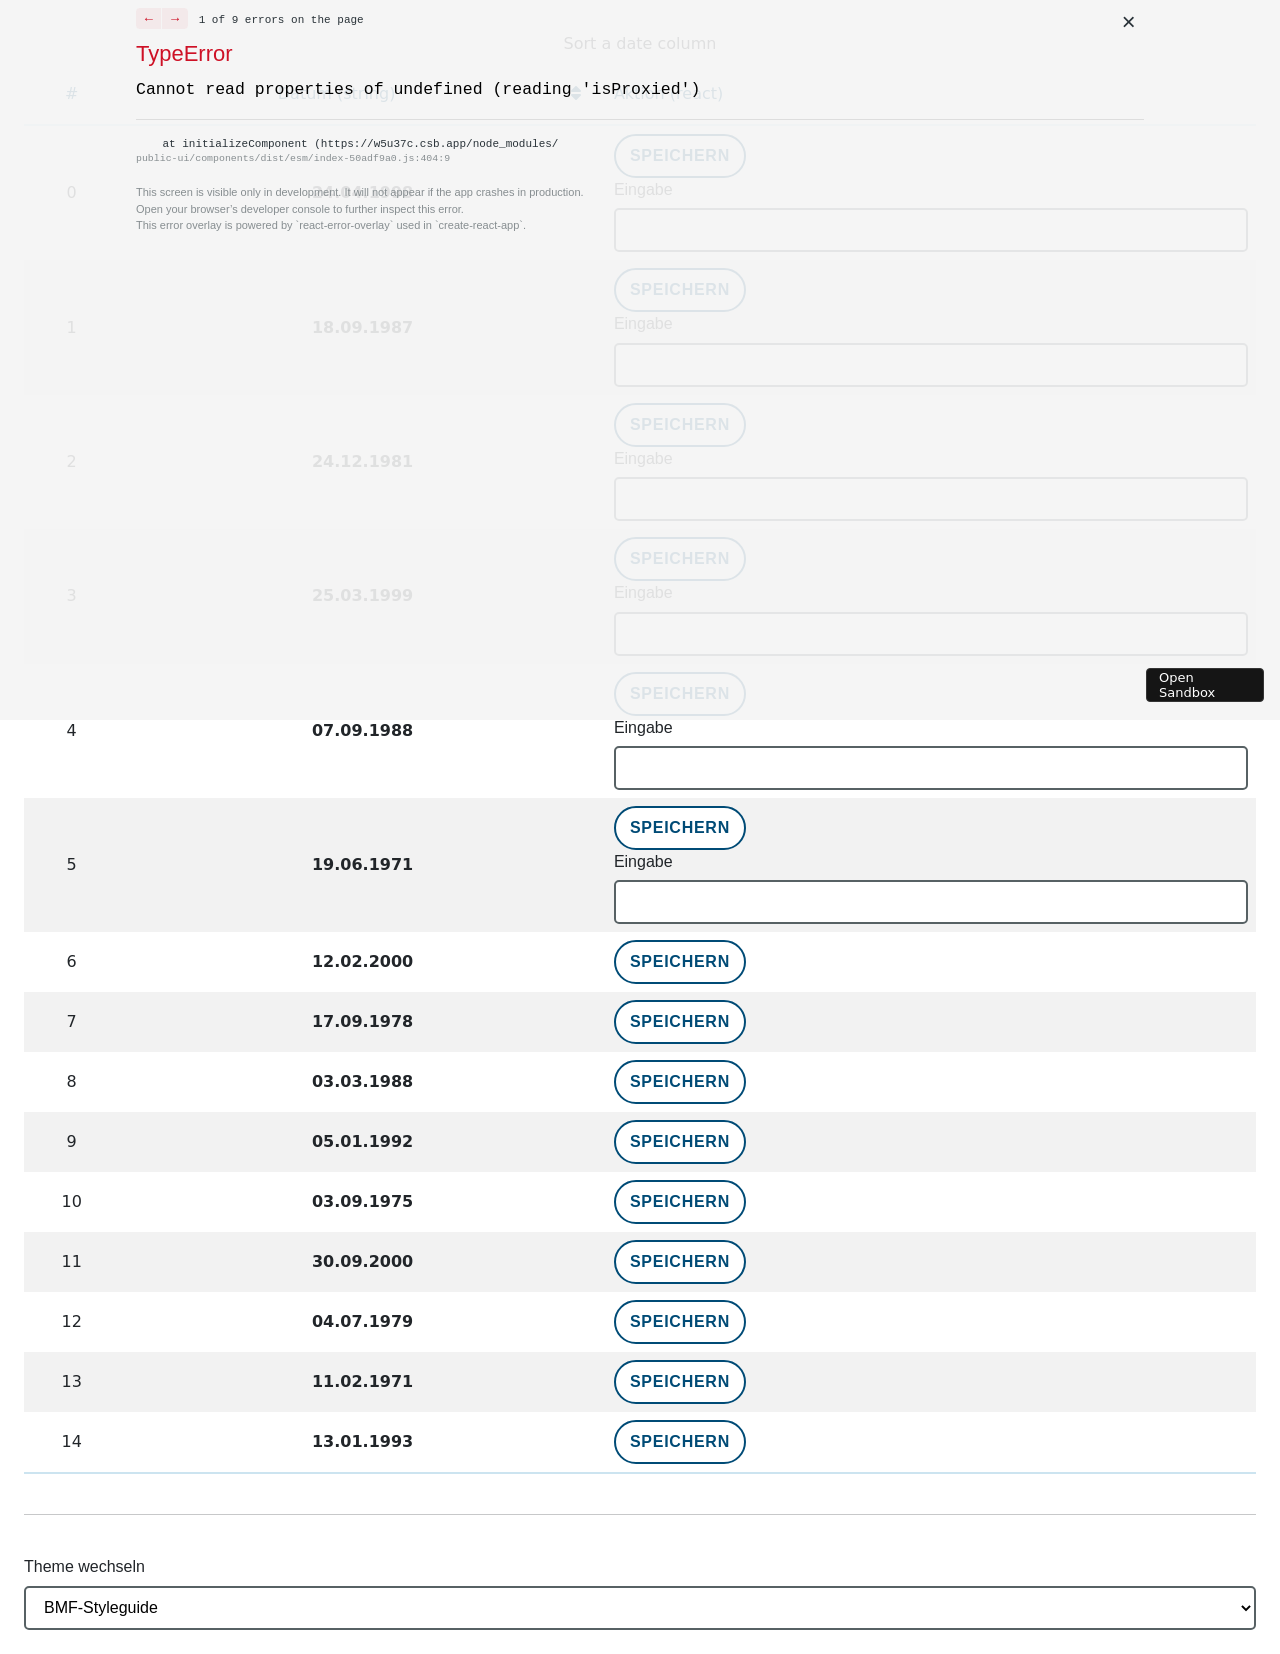 ← → 1 of 9 errors on the page ✕
Sort a date column
TypeError
Cannot read properties of undefined (reading 'isProxied')
# Datum (string) Aktion (react)
at initializeComponent (https://w5u37c.csb.app/node_modules/
public-ui/components/dist/esm/index-50adf9a0.js:404:9
SPEICHERN
Eingabe
0
This screen is visible only in development. It will not appear if the app crashes in production.
Open your browser's developer console to further inspect this error.
This error overlay is powered by `react-error-overlay` used in `create-react-app`.
SPEICHERN
Eingabe
1 18.09.1987
SPEICHERN
Eingabe
2 24.12.1981
SPEICHERN
Eingabe
3 25.03.1999
Open
Sandbox
SPEICHERN
Eingabe
4 07.09.1988
SPEICHERN
Eingabe
5 19.06.1971
6 12.02.2000 SPEICHERN
7 17.09.1978 SPEICHERN
8 03.03.1988 SPEICHERN
9 05.01.1992 SPEICHERN
10 03.09.1975 SPEICHERN
11 30.09.2000 SPEICHERN
12 04.07.1979 SPEICHERN
13 11.02.1971 SPEICHERN
14 13.01.1993 SPEICHERN
Theme wechseln
BMF-Styleguide